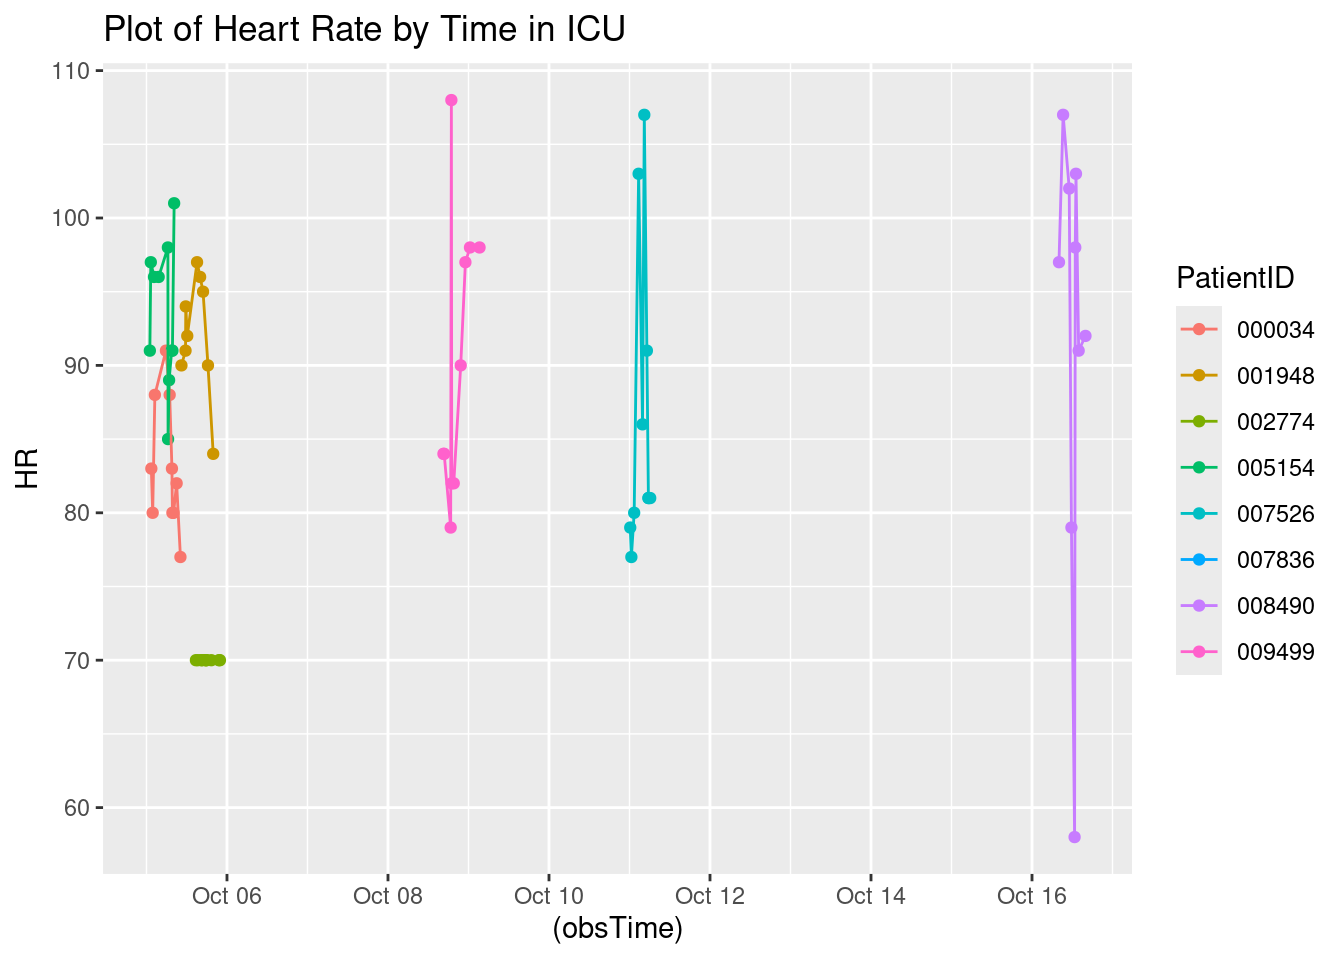 Plot of Heart Rate by Time in ICU
110
100
90
80
70
60
HR
Oct 06 Oct 08 Oct 10 Oct 12 Oct 14 Oct 16
(obsTime)
PatientID
000034
001948
002774
005154
007526
007836
008490
009499